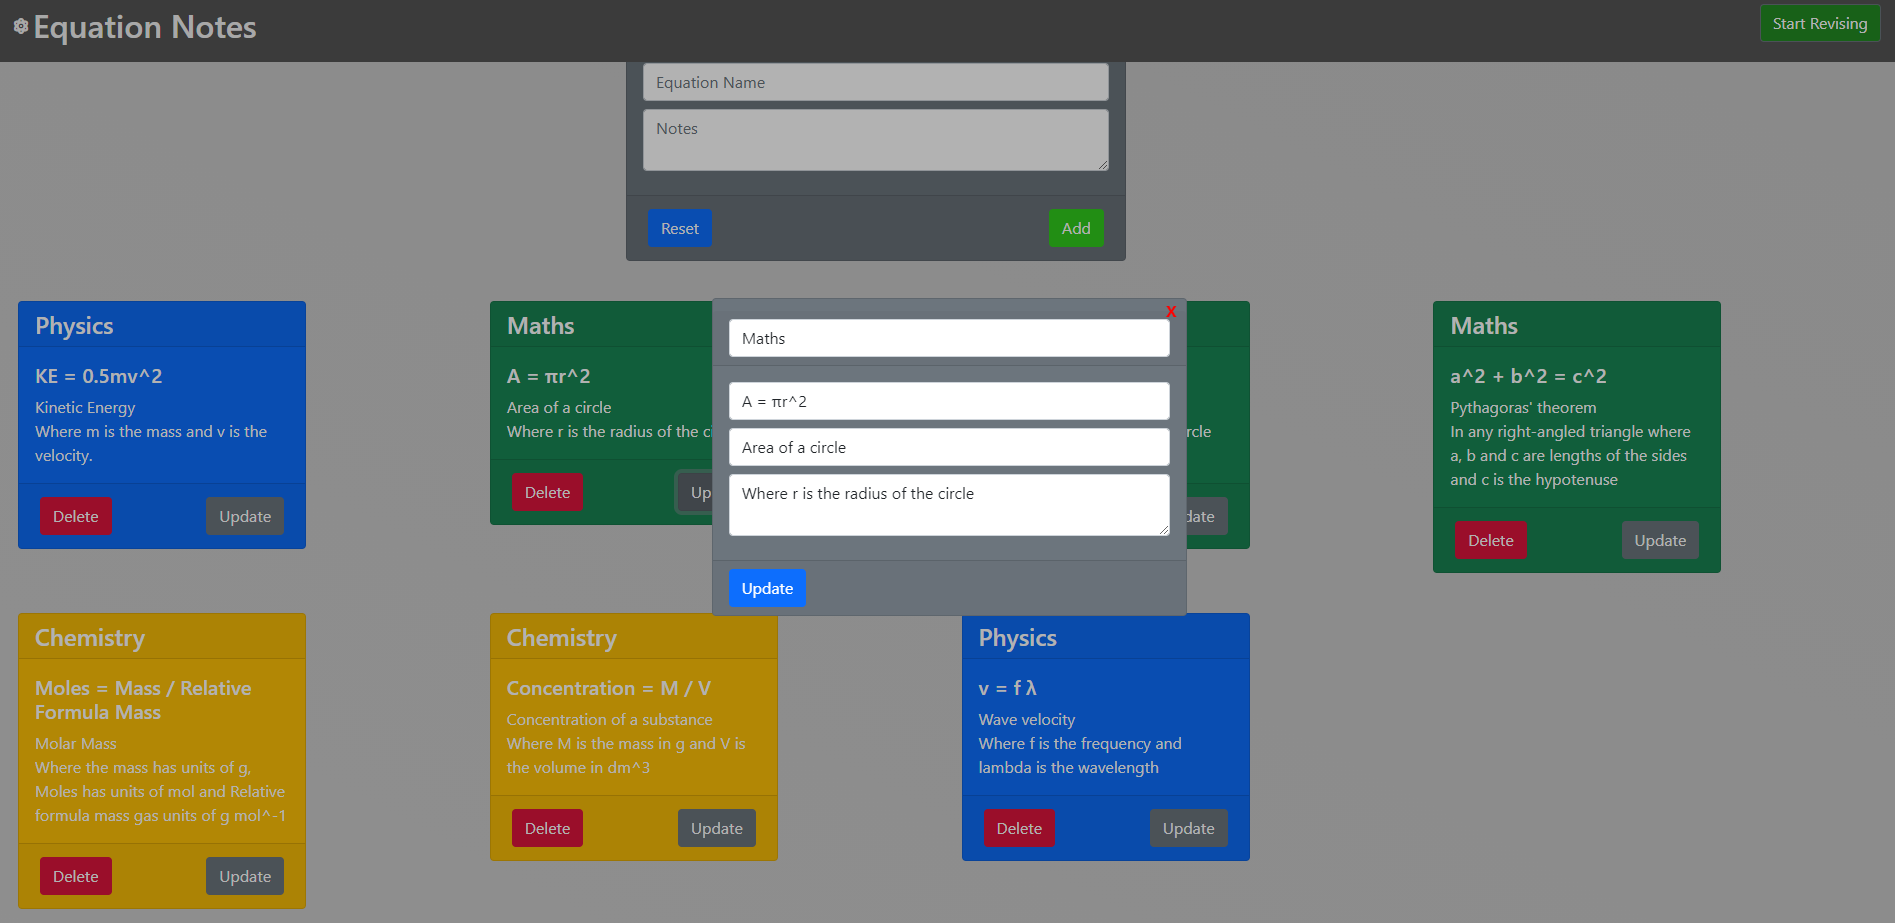 Equation Notes
Start Revising
Equation Name
Notes
Reset
Add
Physics
KE = 0.5mv^2
Kinetic Energy
Where m is the mass and v is the
velocity.
Delete
Update
Maths
A = πr^2
Area of a circle
Where r is the radius of the ci
Delete
Up
X
Maths
A = πr^2
Area of a circle
Where r is the radius of the circle
Update
rcle
date
Maths
a^2 + b^2 = c^2
Pythagoras' theorem
In any right-angled triangle where
a, b and c are lengths of the sides
and c is the hypotenuse
Delete
Update
Chemistry
Moles = Mass / Relative
Formula Mass
Molar Mass
Where the mass has units of g,
Moles has units of mol and Relative
formula mass gas units of g mol^-1
Delete
Update
Chemistry
Concentration = M / V
Concentration of a substance
Where M is the mass in g and V is
the volume in dm^3
Delete
Update
Physics
v = f λ
Wave velocity
Where f is the frequency and
lambda is the wavelength
Delete
Update